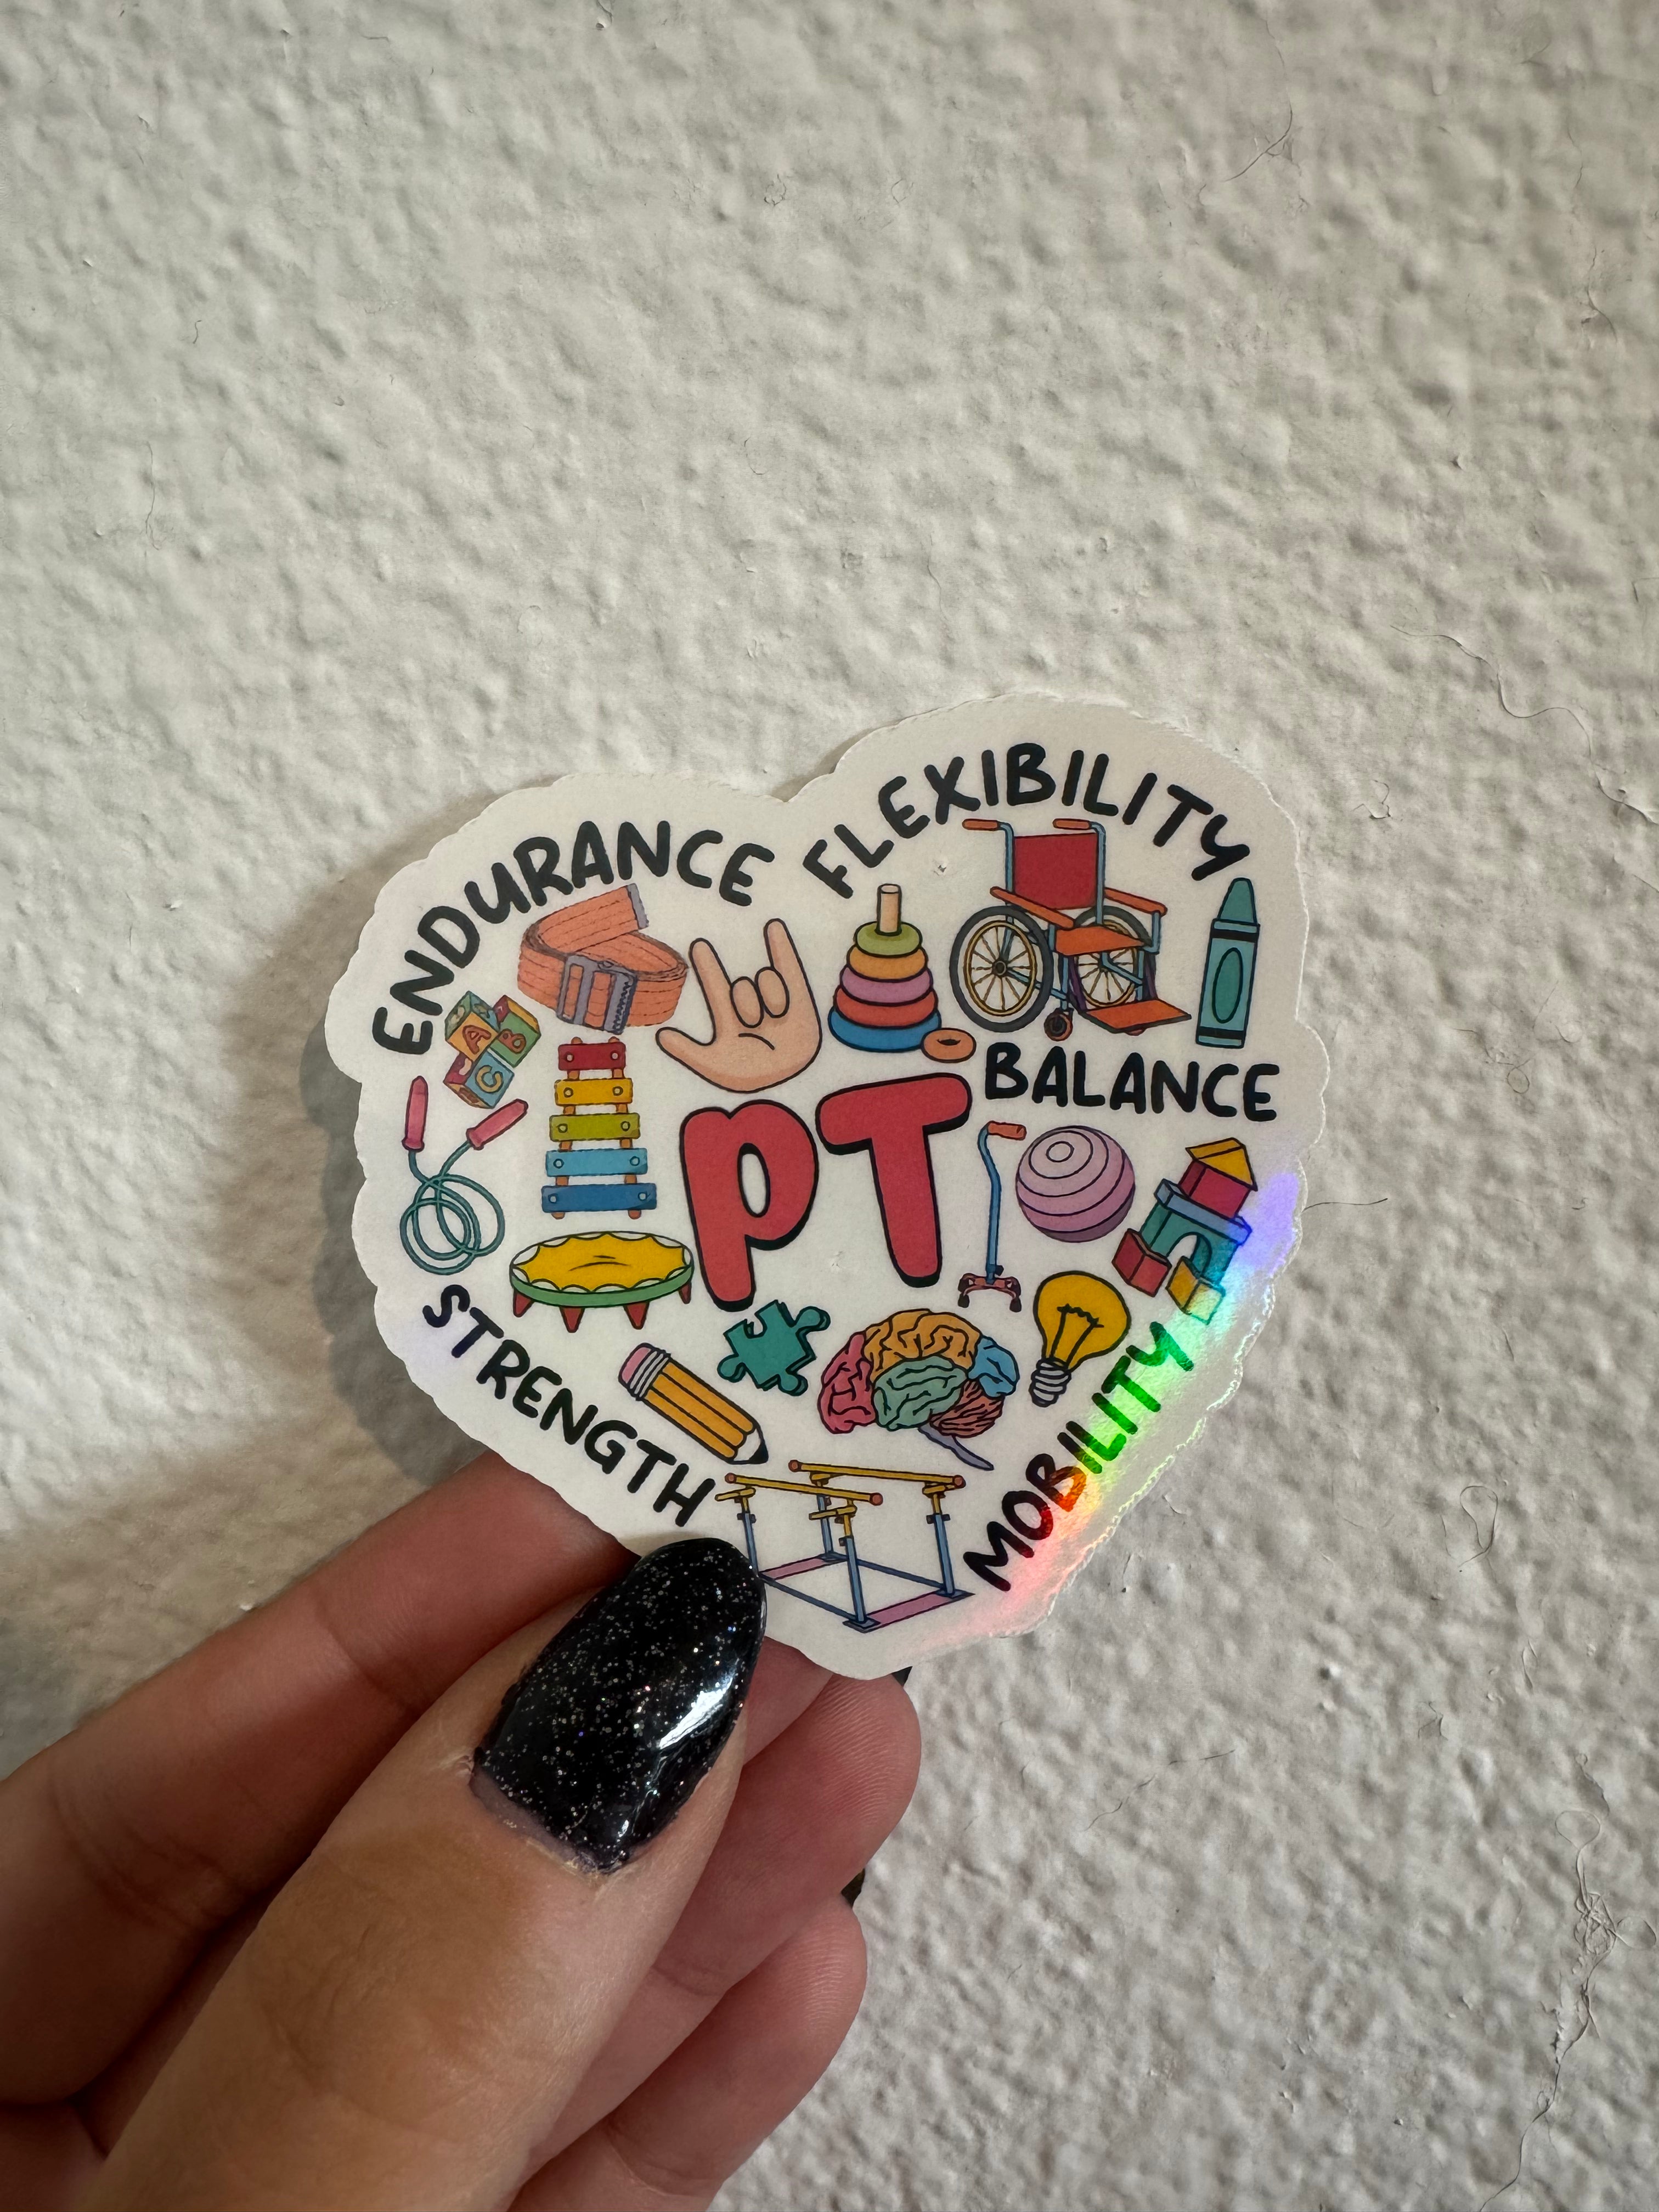 ENDURANCE
FLEXIBILITY
A B
C
PT
BALANCE
STRENGTH
MOBILITY